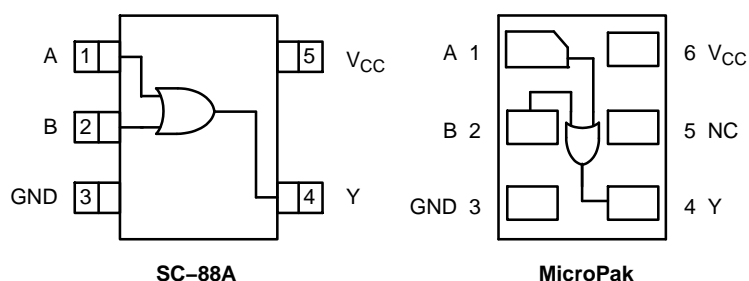 A 1 5 VCC
B 2
GND 3 4 Y
SC–88A
A 1 6 VCC
B 2 5 NC
GND 3 4 Y
MicroPak